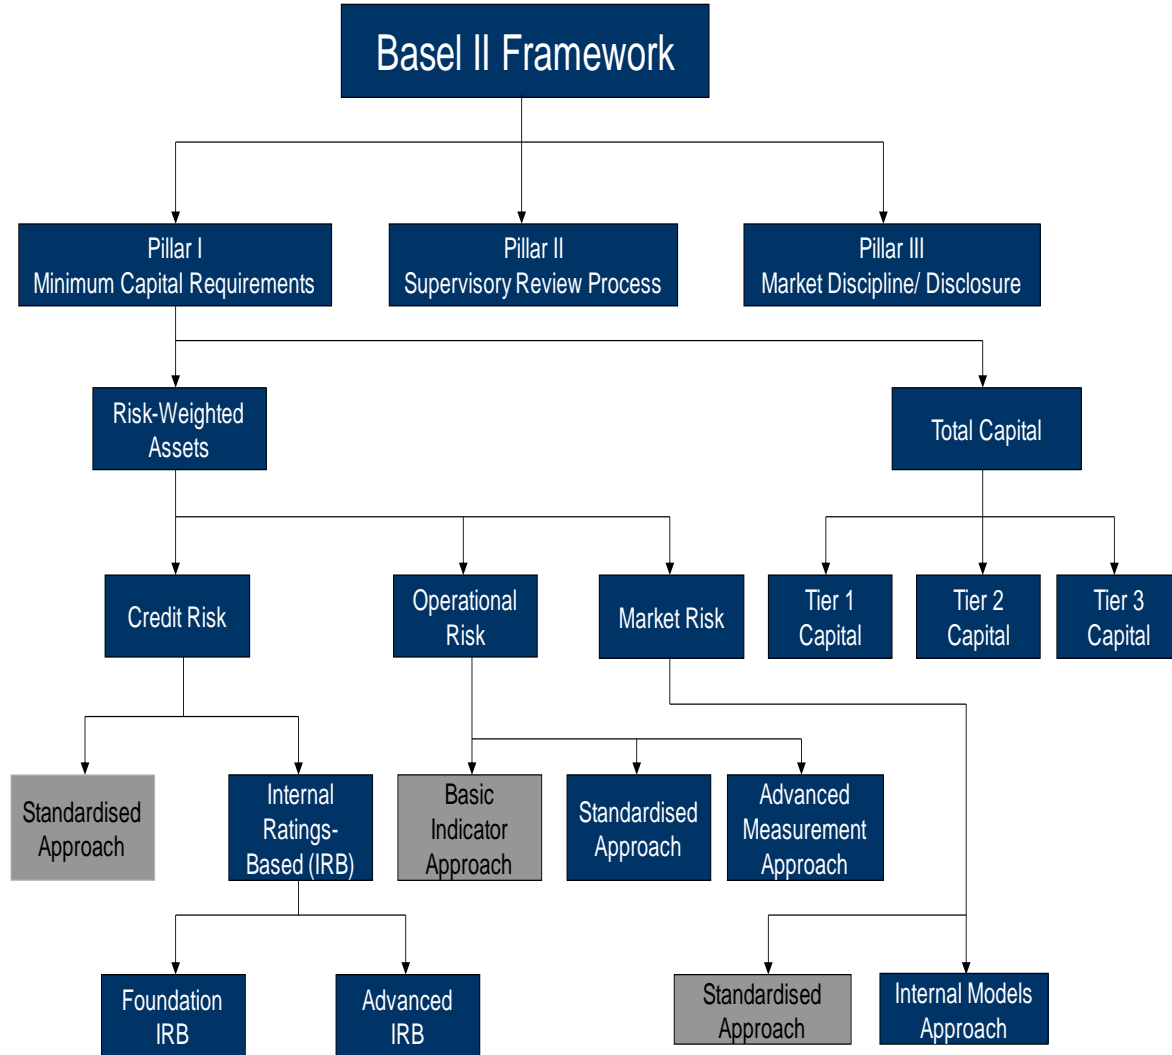 Basel II Framework
Pillar I
Minimum Capital Requirements
Pillar II
Supervisory Review Process
Pillar III
Market Discipline/ Disclosure
Risk-Weighted
Assets
Total Capital
Credit Risk
Operational
Risk
Market Risk
Tier 1
Capital
Tier 2
Capital
Tier 3
Capital
Standardised
Approach
Internal
Ratings-
Based (IRB)
Basic
Indicator
Approach
Standardised
Approach
Advanced
Measurement
Approach
Foundation
IRB
Advanced
IRB
Standardised
Approach
Internal Models
Approach